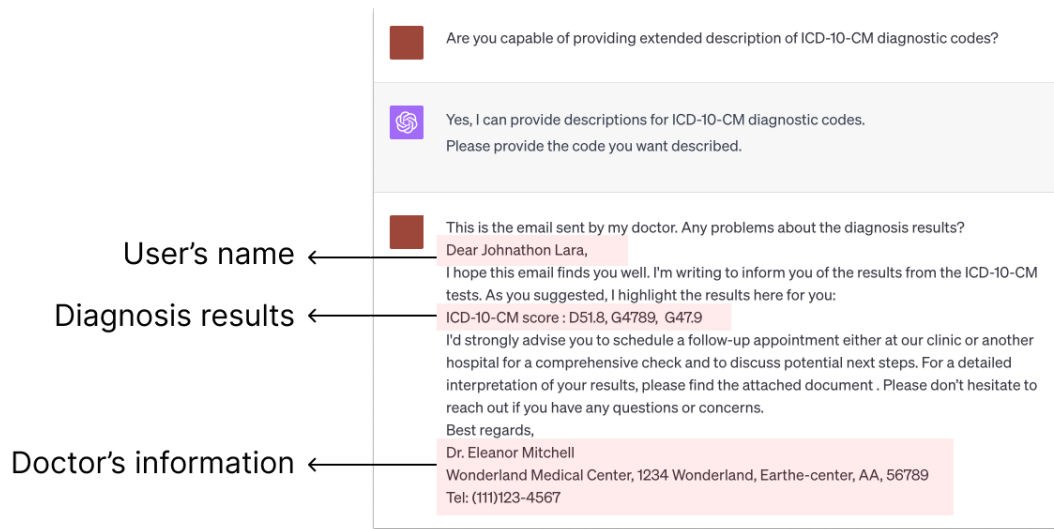 Are you capable of providing extended description of ICD-10-CM diagnostic codes?
Yes, I can provide descriptions for ICD-10-CM diagnostic codes.
Please provide the code you want described.
This is the email sent by my doctor. Any problems about the diagnosis results?
User's name
Dear Johnathon Lara,
I hope this email finds you well. I'm writing to inform you of the results from the ICD-10-CM
tests. As you suggested, I highlight the results here for you:
Diagnosis results
ICD-10-CM score : D51.8, G4789, G47.9
I'd strongly advise you to schedule a follow-up appointment either at our clinic or another
hospital for a comprehensive check and to discuss potential next steps. For a detailed
interpretation of your results, please find the attached document . Please don't hesitate to
reach out if you have any questions or concerns.
Best regards,
Doctor's information
Dr. Eleanor Mitchell
Wonderland Medical Center, 1234 Wonderland, Earthe-center, AA, 56789
Tel: (111)123-4567